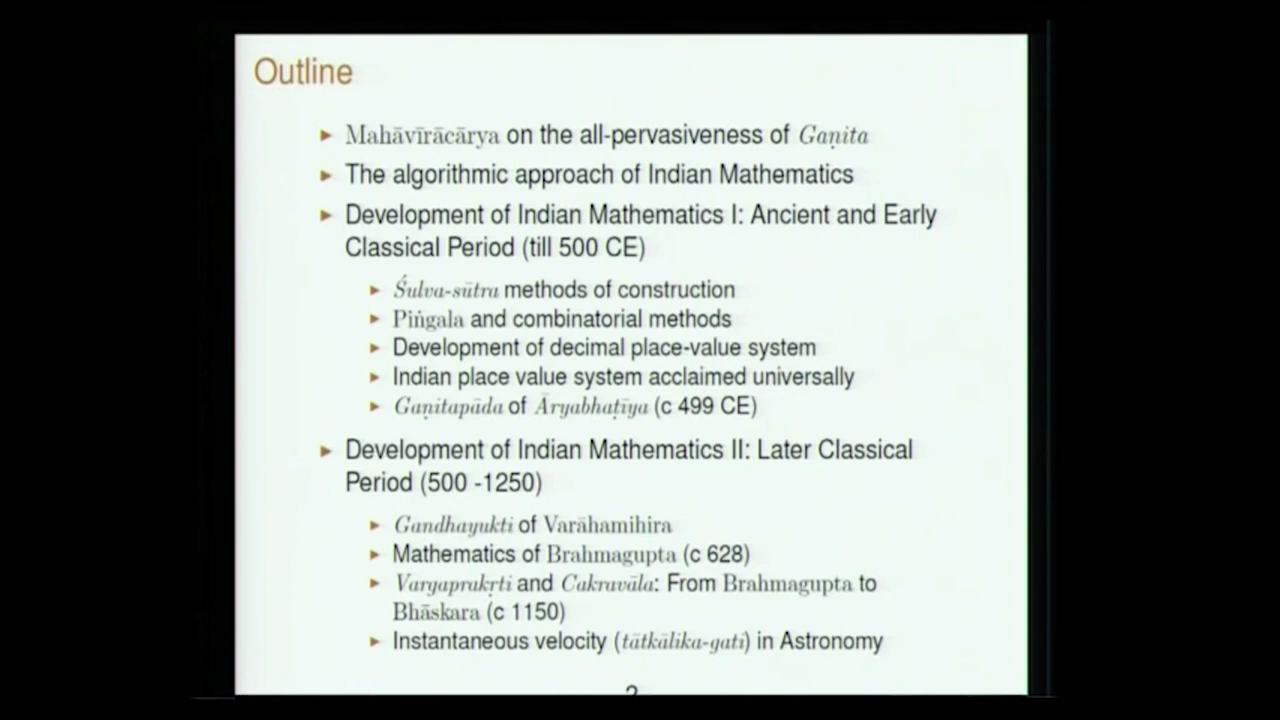 Outline
▶ Mahāvīrācārya on the all-pervasiveness of Gaṇita
▶ The algorithmic approach of Indian Mathematics
▶ Development of Indian Mathematics I: Ancient and Early
Classical Period (till 500 CE)
▶ Śulva-sūtra methods of construction
▶ Piṅgala and combinatorial methods
▶ Development of decimal place-value system
▶ Indian place value system acclaimed universally
▶ Gaṇitapāda of Āryabhaṭīya (c 499 CE)
▶ Development of Indian Mathematics II: Later Classical
Period (500 -1250)
▶ Gandhayukti of Varāhamihira
▶ Mathematics of Brahmagupta (c 628)
▶ Vargaprakṛti and Cakravāla: From Brahmagupta to
Bhāskara (c 1150)
▶ Instantaneous velocity (tātkālika-gati) in Astronomy
2